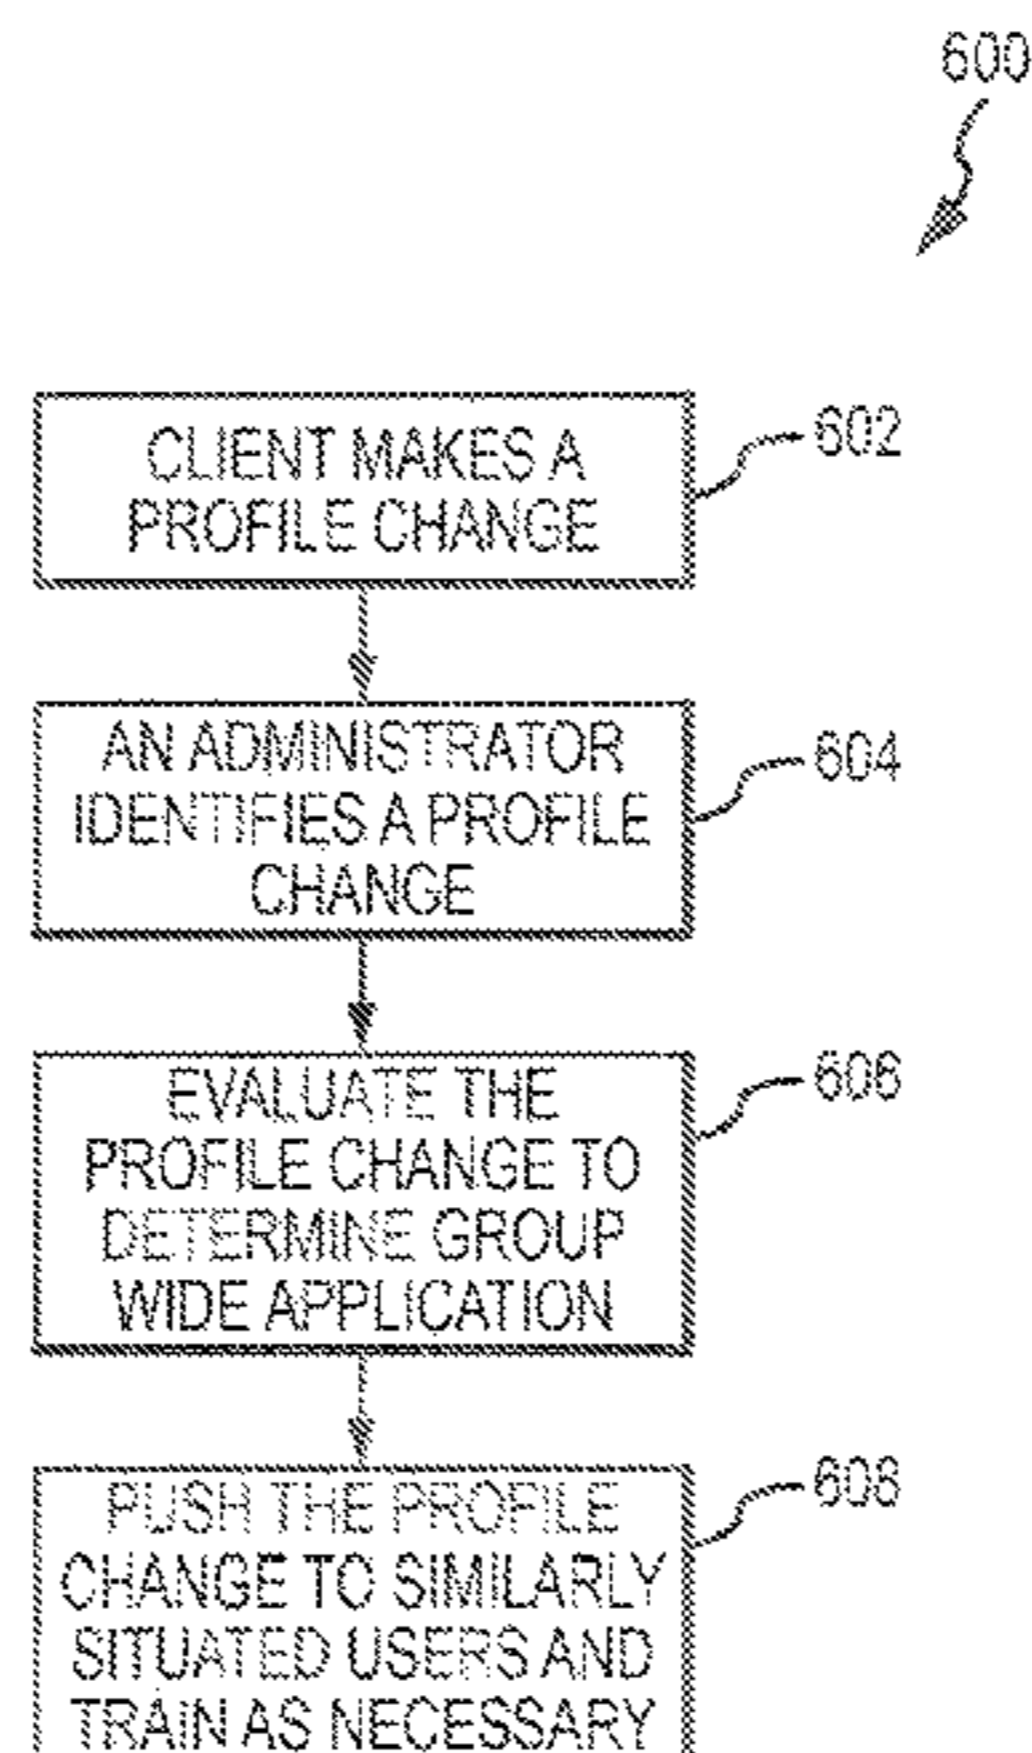 600
CLIENT MAKES A
PROFILE CHANGE
602
AN ADMINISTRATOR
IDENTIFIES A PROFILE
CHANGE
604
EVALUATE THE
PROFILE CHANGE TO
DETERMINE GROUP
WIDE APPLICATION
606
PUSH THE PROFILE
CHANGE TO SIMILARLY
SITUATED USERS AND
TRAIN AS NECESSARY
608